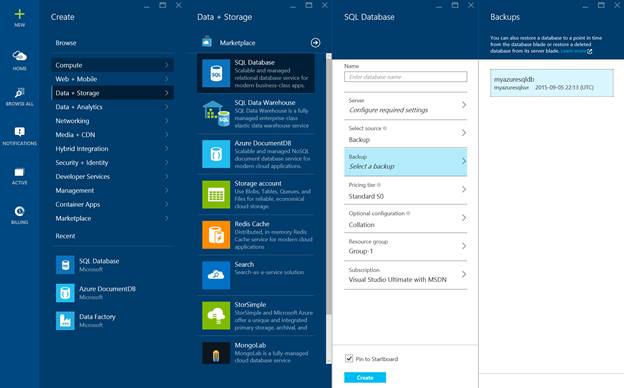 NEW
HOME
BROWSE ALL
NOTIFICATIONS
ACTIVE
BILLING
Create
Browse
Compute
Web + Mobile
Data + Storage
Data + Analytics
Networking
Media + CDN
Hybrid Integration
Security + Identity
Developer Services
Management
Container Apps
Marketplace
Recent
SQL Database
Microsoft
Azure DocumentDB
Microsoft
Data Factory
Microsoft
Data + Storage
Marketplace
SQL Database
Scalable and managed
relational database service for
modern business-class apps.
SQL Data Warehouse
SQL Data Warehouse is a fully
managed enterprise-class
elastic data warehouse service
Azure DocumentDB
Scalable and managed NoSQL
document database service for
modern cloud applications.
Storage account
Use Blobs, Tables, Queues, and
Files for reliable, economical
cloud storage.
Redis Cache
Distributed, in-memory Redis
Cache service for modern cloud
applications
Search
Search-as-a-service solution
StorSimple
StorSimple and Microsoft Azure
offer a unique and integrated
primary storage, archival, and
MongoLab
MongoLab is a fully-managed
cloud database service
SQL Database
Name
Enter database name
Server
Configure required settings
Select source
Backup
Backup
Select a backup
Pricing tier
Standard S0
Optional configuration
Collation
Resource group
Group-1
Subscription
Visual Studio Ultimate with MSDN
Pin to Startboard
Create
Backups
You can also restore a database to a point in time
from the database blade or restore a deleted
database from its server blade. Learn more
myazuresqldb
myazuresqlsvr 2015-09-05 22:13 (UTC)